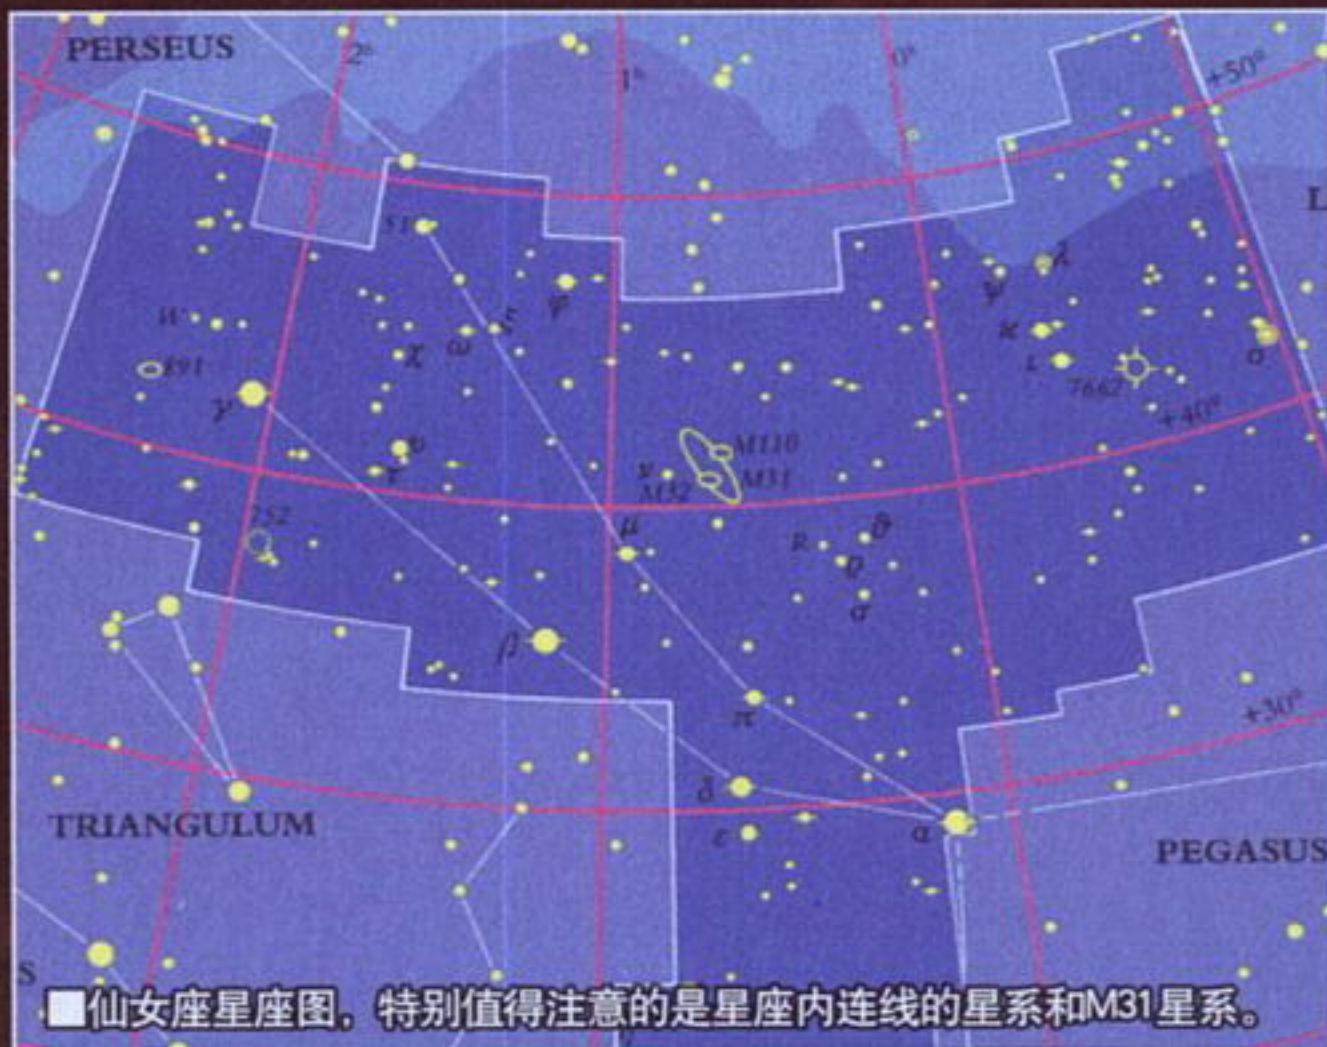 PERSEUS
2h
1h
0h
+50°
L
51
λ
ψ
φ
ξ
ω
χ
W
κ
ι
ο
891
7662
γ
+40°
υ
M110
τ
ν
M31
M32
752
μ
R
θ
ρ
σ
β
π
+30°
δ
TRIANGULUM
ε
α
PEGASUS
S
■仙女座星座图，特别值得注意的是星座内连线的星系和M31星系。